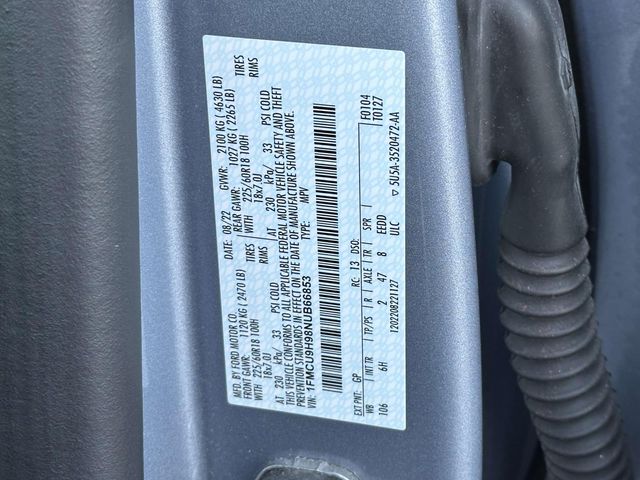 MFD. BY FORD MOTOR CO. DATE: 08/22 GVWR: 2100 KG ( 4630 LB)
FRONT GAWR: 1120 KG ( 2470 LB) REAR GAWR: 1027 KG ( 2265 LB)
WITH 225/60R18 100H TIRES WITH 225/60R18 100H TIRES
18x7.0J RIMS 18x7.0J RIMS
AT 230 kPa/ 33 PSI COLD AT 230 kPa/ 33 PSI COLD
THIS VEHICLE CONFORMS TO ALL APPLICABLE FEDERAL MOTOR VEHICLE SAFETY AND THEFT
PREVENTION STANDARDS IN EFFECT ON THE DATE OF MANUFACTURE SHOWN ABOVE.
VIN: 1FMCU9H98NUB66853 TYPE: MPV
F0104
T0127
EXT PNT: GP RC: 13 DSO:
WB INT TR TP/PS R AXLE TR SPR
106 6H 2 47 8 EEDD
1202208221127 ULC ▽ 5U5A-3520472-AA